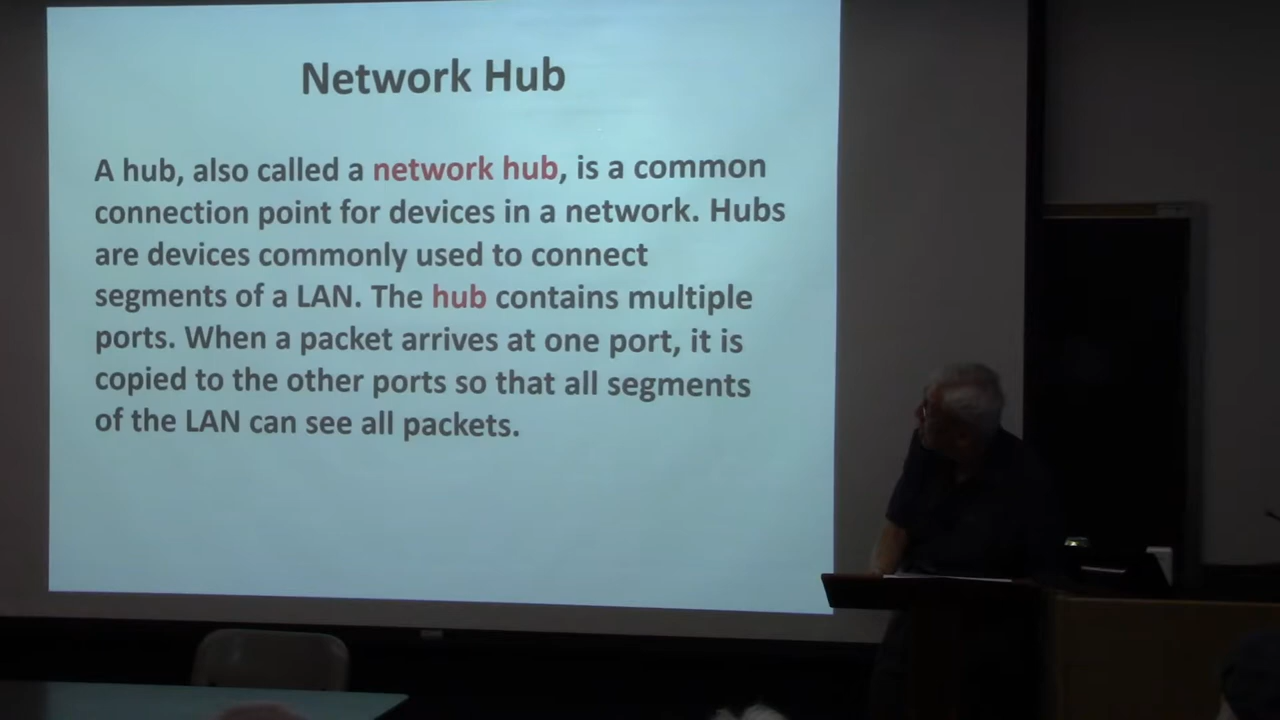 Network Hub
A hub, also called a network hub, is a common
connection point for devices in a network. Hubs
are devices commonly used to connect
segments of a LAN. The hub contains multiple
ports. When a packet arrives at one port, it is
copied to the other ports so that all segments
of the LAN can see all packets.